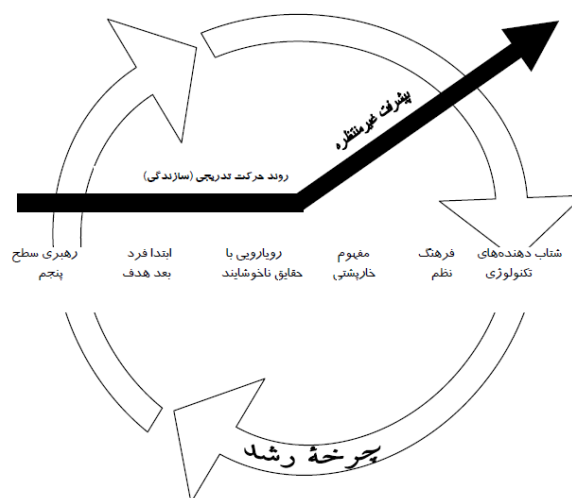 پیشرفت غیرمنتظره
روند حرکت تدریجی (سازندگی)
رهبری سطح پنجم
ابتدا فرد بعد هدف
رویارویی با حقایق ناخوشایند
مفهوم خارپشتی
فرهنگ نظم
شتاب دهنده‌های تکنولوژی
چرخۀ رشد